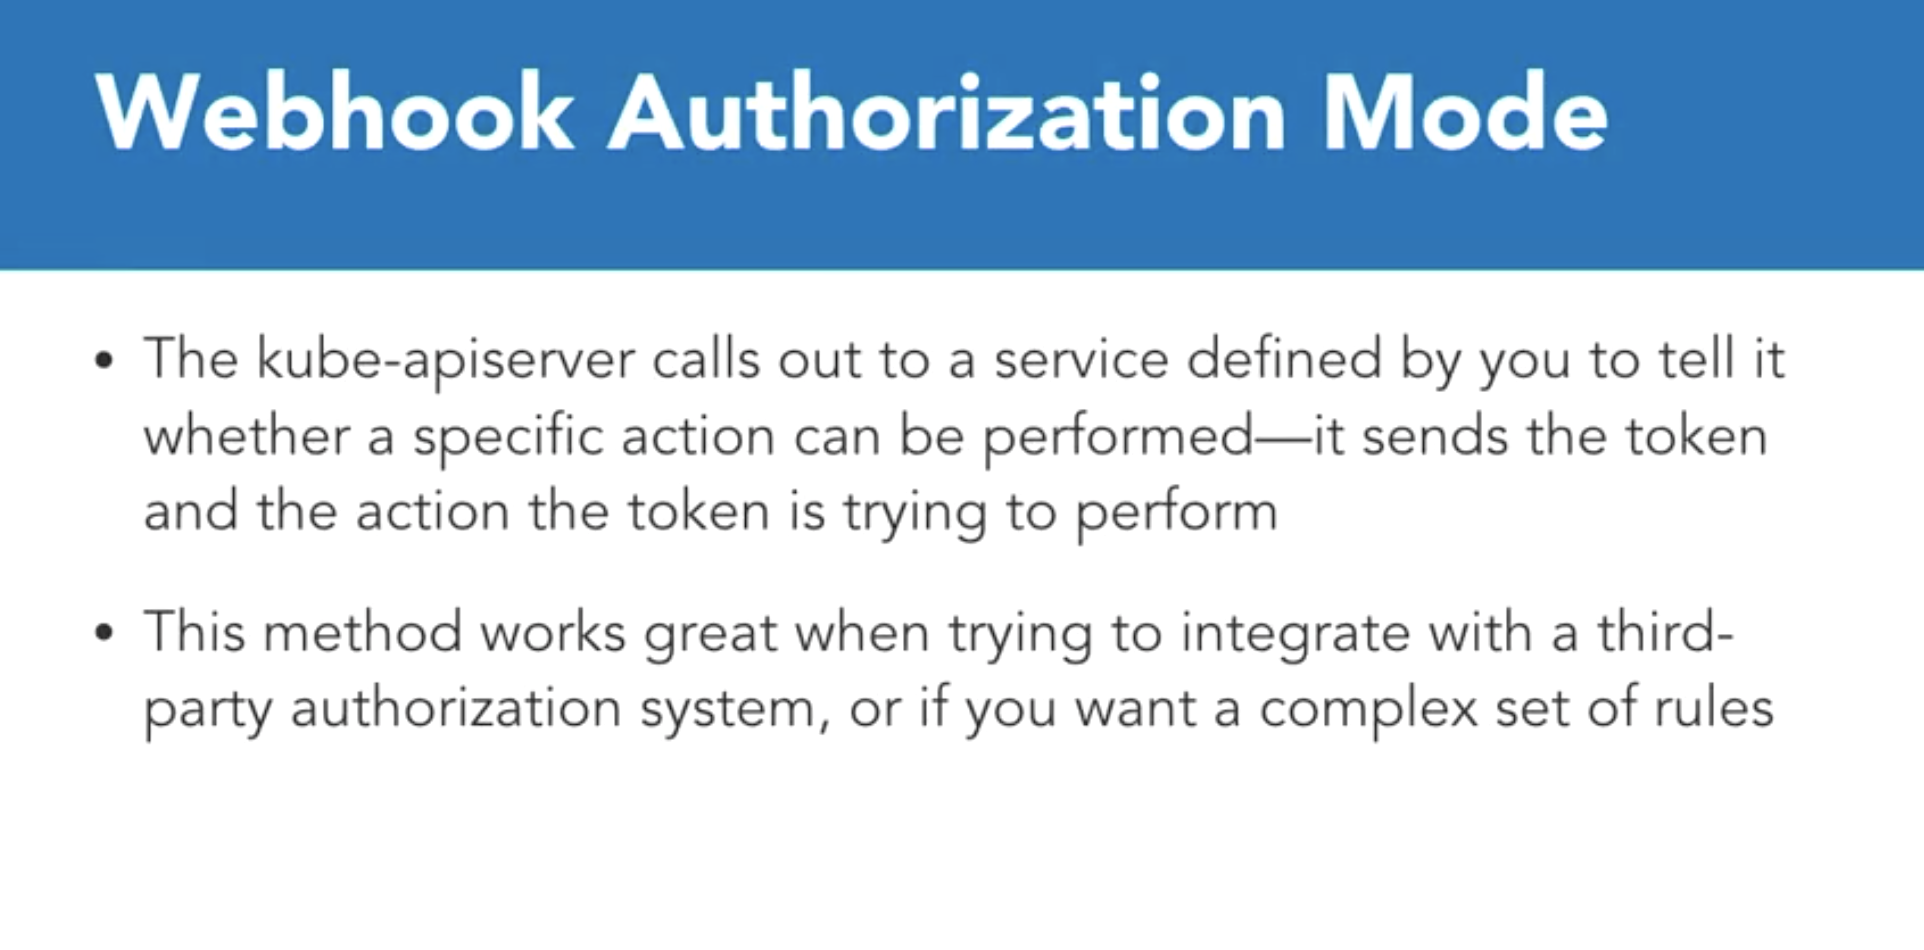 Webhook Authorization Mode
• The kube-apiserver calls out to a service defined by you to tell it
whether a specific action can be performed—it sends the token
and the action the token is trying to perform
• This method works great when trying to integrate with a third-
party authorization system, or if you want a complex set of rules